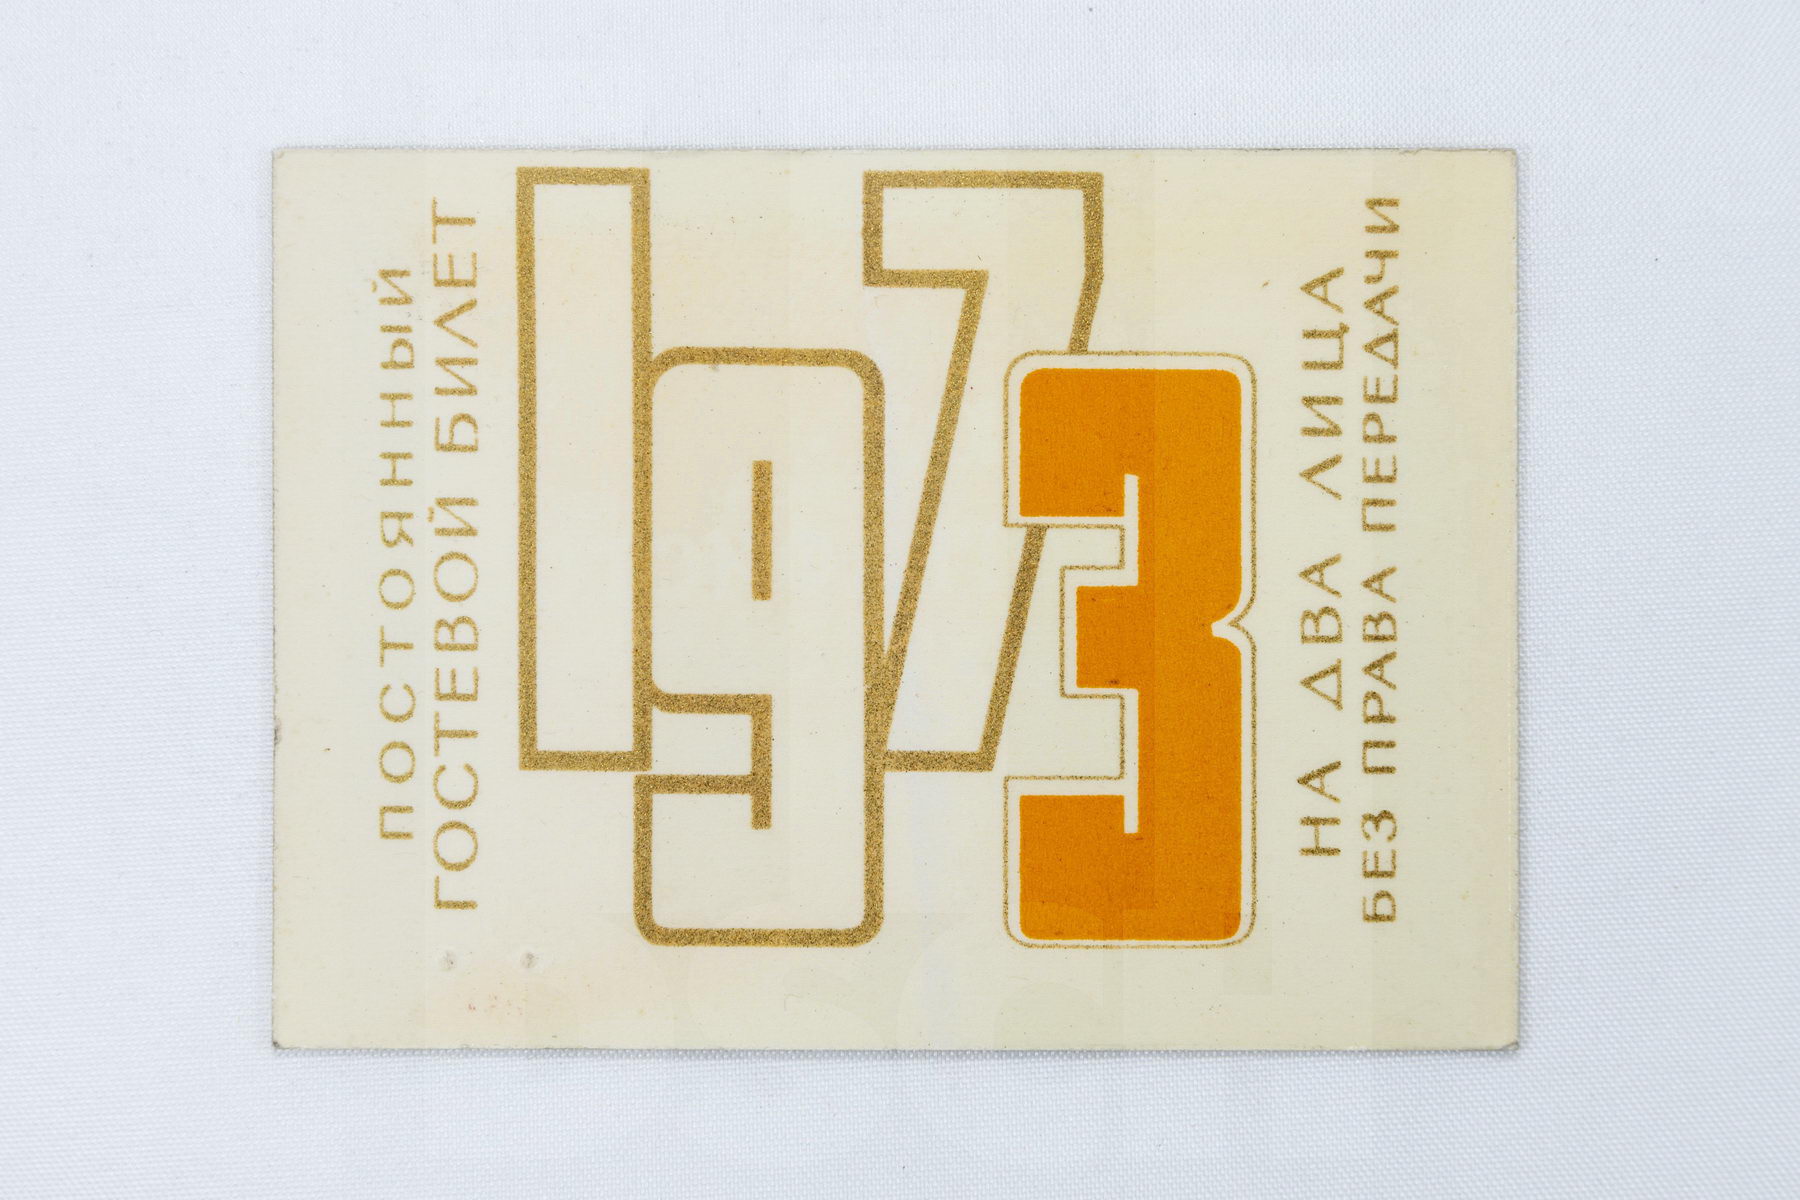 ПОСТОЯННЫЙ
ГОСТЕВОЙ БИЛЕТ
1973
НА ДВА ЛИЦА
БЕЗ ПРАВА ПЕРЕДАЧИ